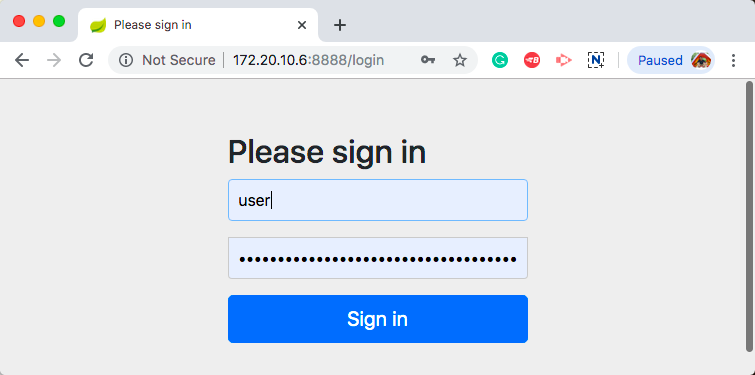 Please sign in
Not Secure | 172.20.10.6:8888/login
Paused
Please sign in
user
••••••••••••••••••••••••••••••••••••
Sign in